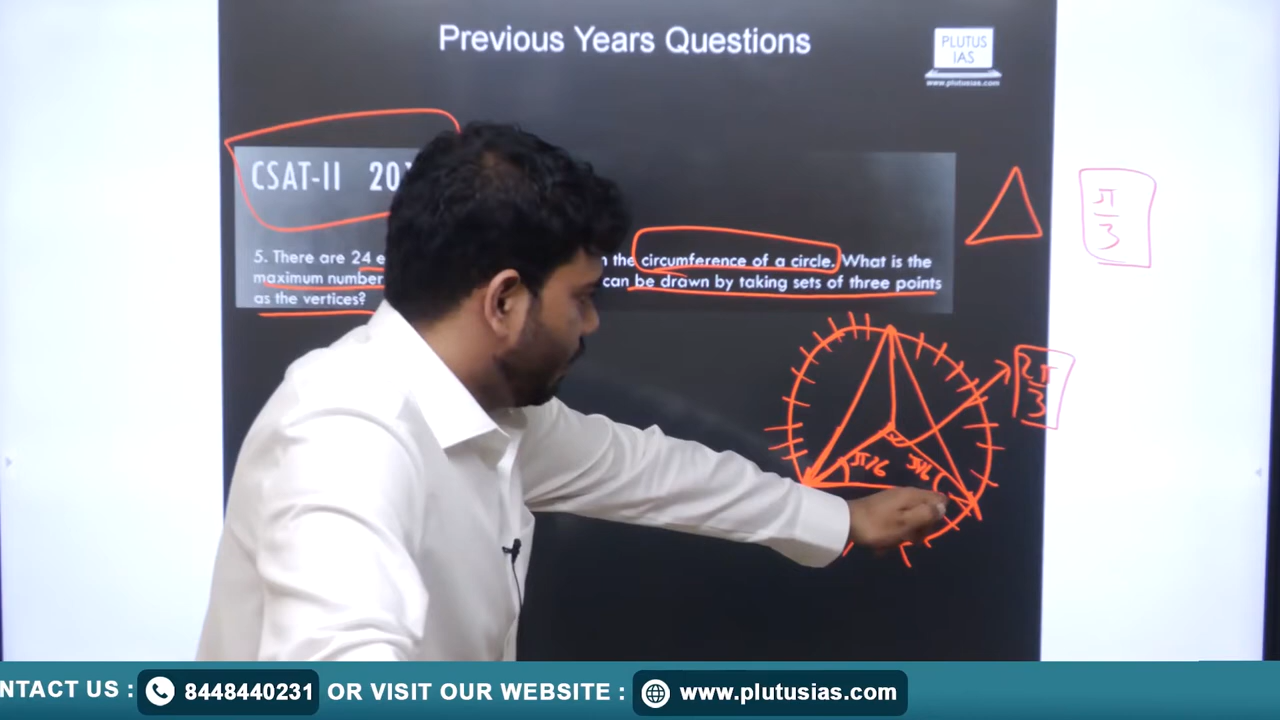 Previous Years Questions
PLUTUS
IAS
www.plutusias.com
CSAT-II 20
5. There are 24 e
n the circumference of a circle. What is the
maximum number
can be drawn by taking sets of three points
as the vertices?
π/3
2π/3
π/6
π/6
NTACT US : 8448440231 OR VISIT OUR WEBSITE : www.plutusias.com